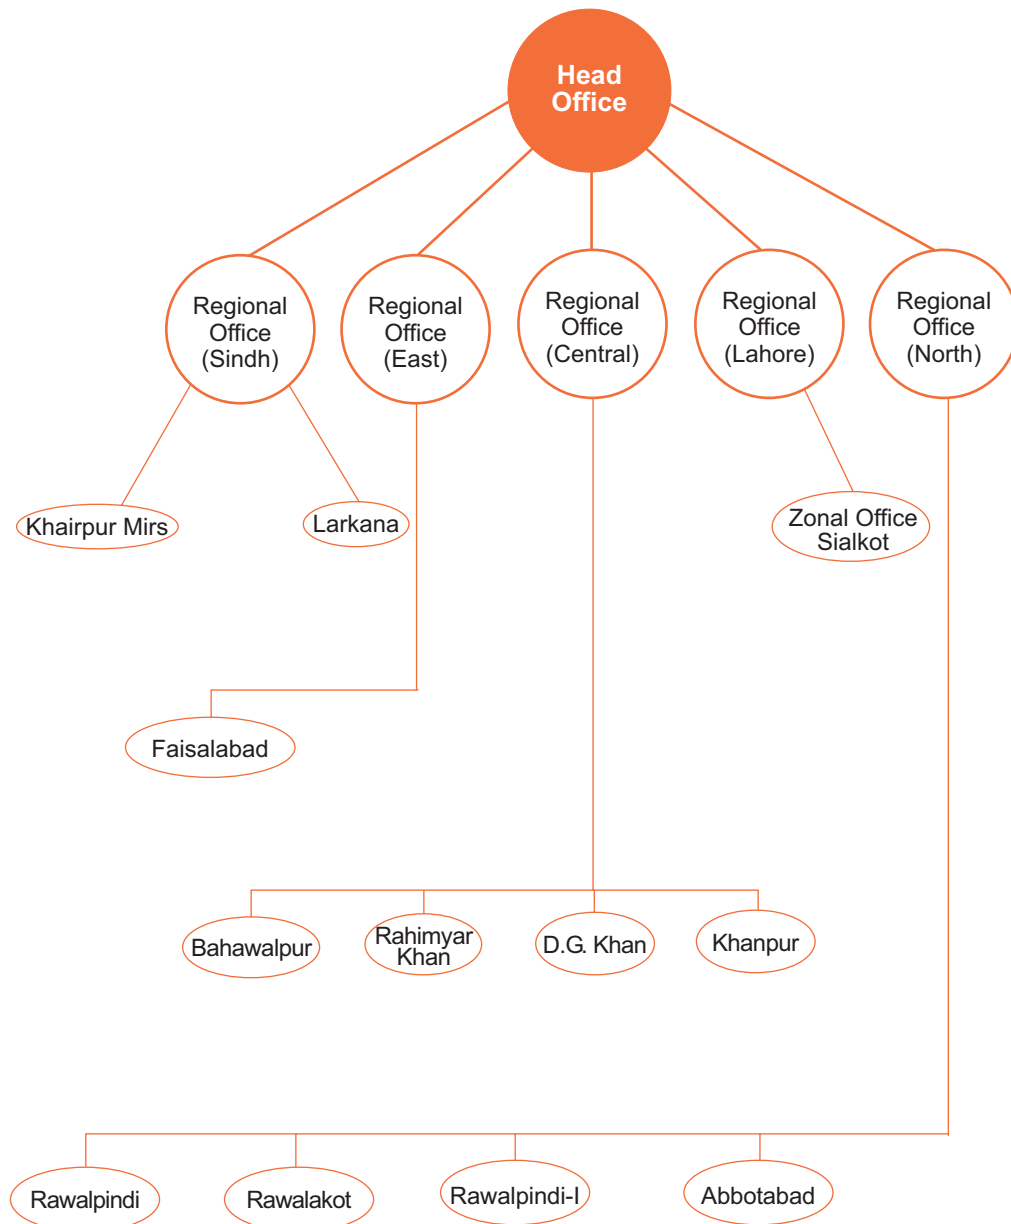 Head
Office
Regional
Office
(Sindh)
Regional
Office
(East)
Regional
Office
(Central)
Regional
Office
(Lahore)
Regional
Office
(North)
Khairpur Mirs
Larkana
Zonal Office
Sialkot
Faisalabad
Bahawalpur
Rahimyar
Khan
D.G. Khan
Khanpur
Rawalpindi
Rawalakot
Rawalpindi-I
Abbotabad